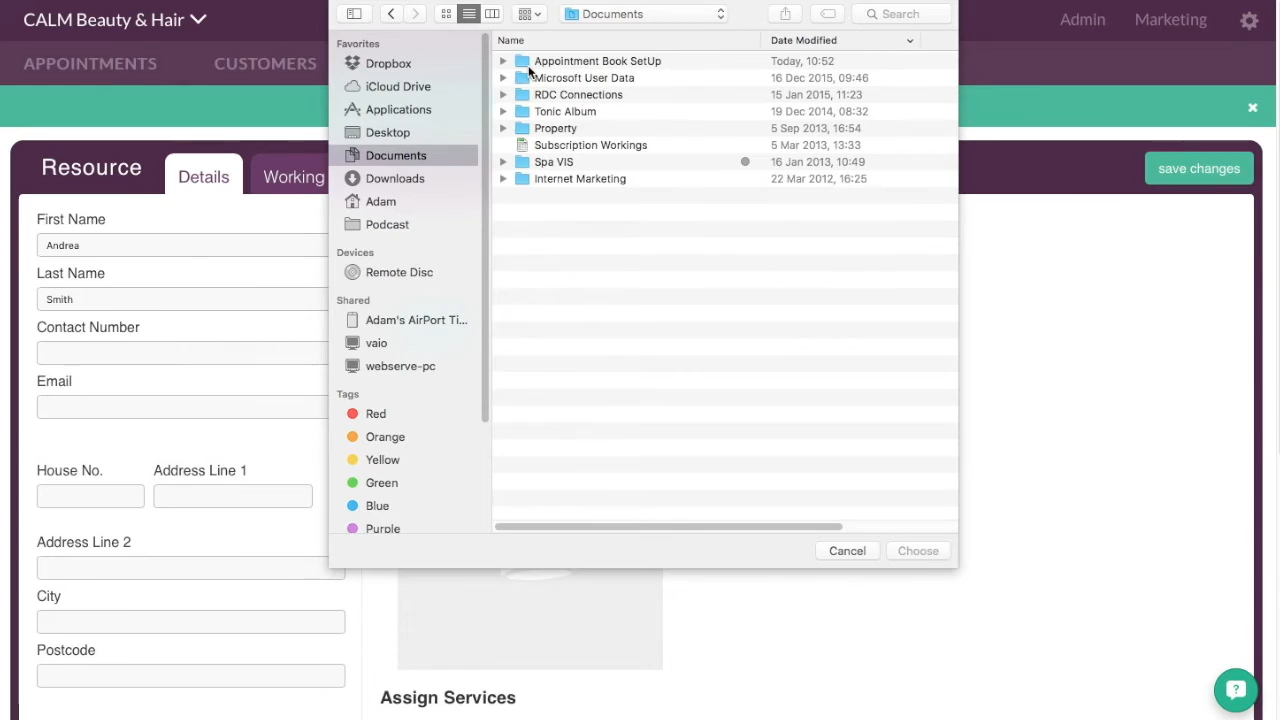 CALM Beauty & Hair
Documents
Search
Admin
Marketing
APPOINTMENTS
CUSTOMERS
Resource
Details
Working
save changes
First Name
Andrea
Last Name
Smith
Contact Number
Email
House No.
Address Line 1
Address Line 2
City
Postcode
Favorites
Dropbox
iCloud Drive
Applications
Desktop
Documents
Downloads
Adam
Podcast
Devices
Remote Disc
Shared
Adam's AirPort Ti...
vaio
webserve-pc
Tags
Red
Orange
Yellow
Green
Blue
Purple
Name
Date Modified
Appointment Book SetUp
Today, 10:52
Microsoft User Data
16 Dec 2015, 09:46
RDC Connections
15 Jan 2015, 11:23
Tonic Album
19 Dec 2014, 08:32
Property
5 Sep 2013, 16:54
Subscription Workings
5 Mar 2013, 13:33
Spa VIS
16 Jan 2013, 10:49
Internet Marketing
22 Mar 2012, 16:25
Cancel
Choose
Assign Services